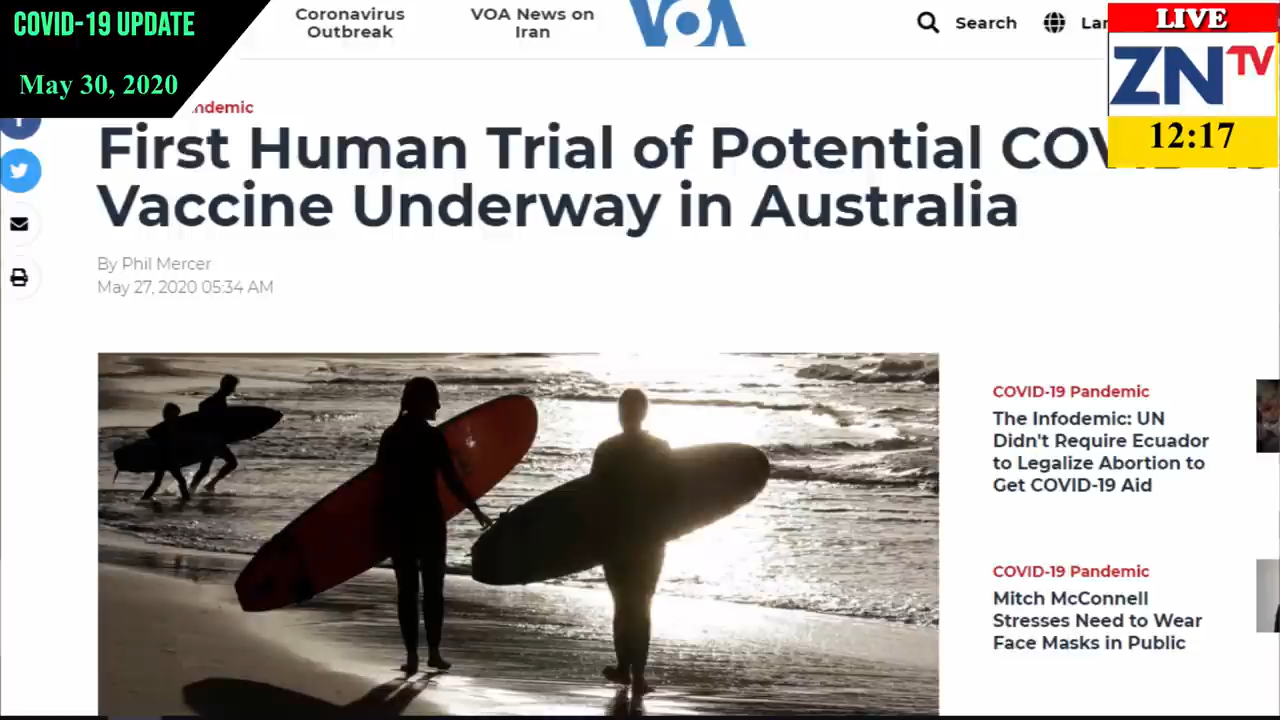 COVID-19 UPDATE
May 30, 2020
Coronavirus
Outbreak
VOA News on
Iran
VOA
Search
LIVE
ZN TV
12:17
First Human Trial of Potential
Vaccine Underway in Australia
By Phil Mercer
May 27, 2020 05:34 AM
COVID-19 Pandemic
The Infodemic: UN
Didn't Require Ecuador
to Legalize Abortion to
Get COVID-19 Aid
COVID-19 Pandemic
Mitch McConnell
Stresses Need to Wear
Face Masks in Public